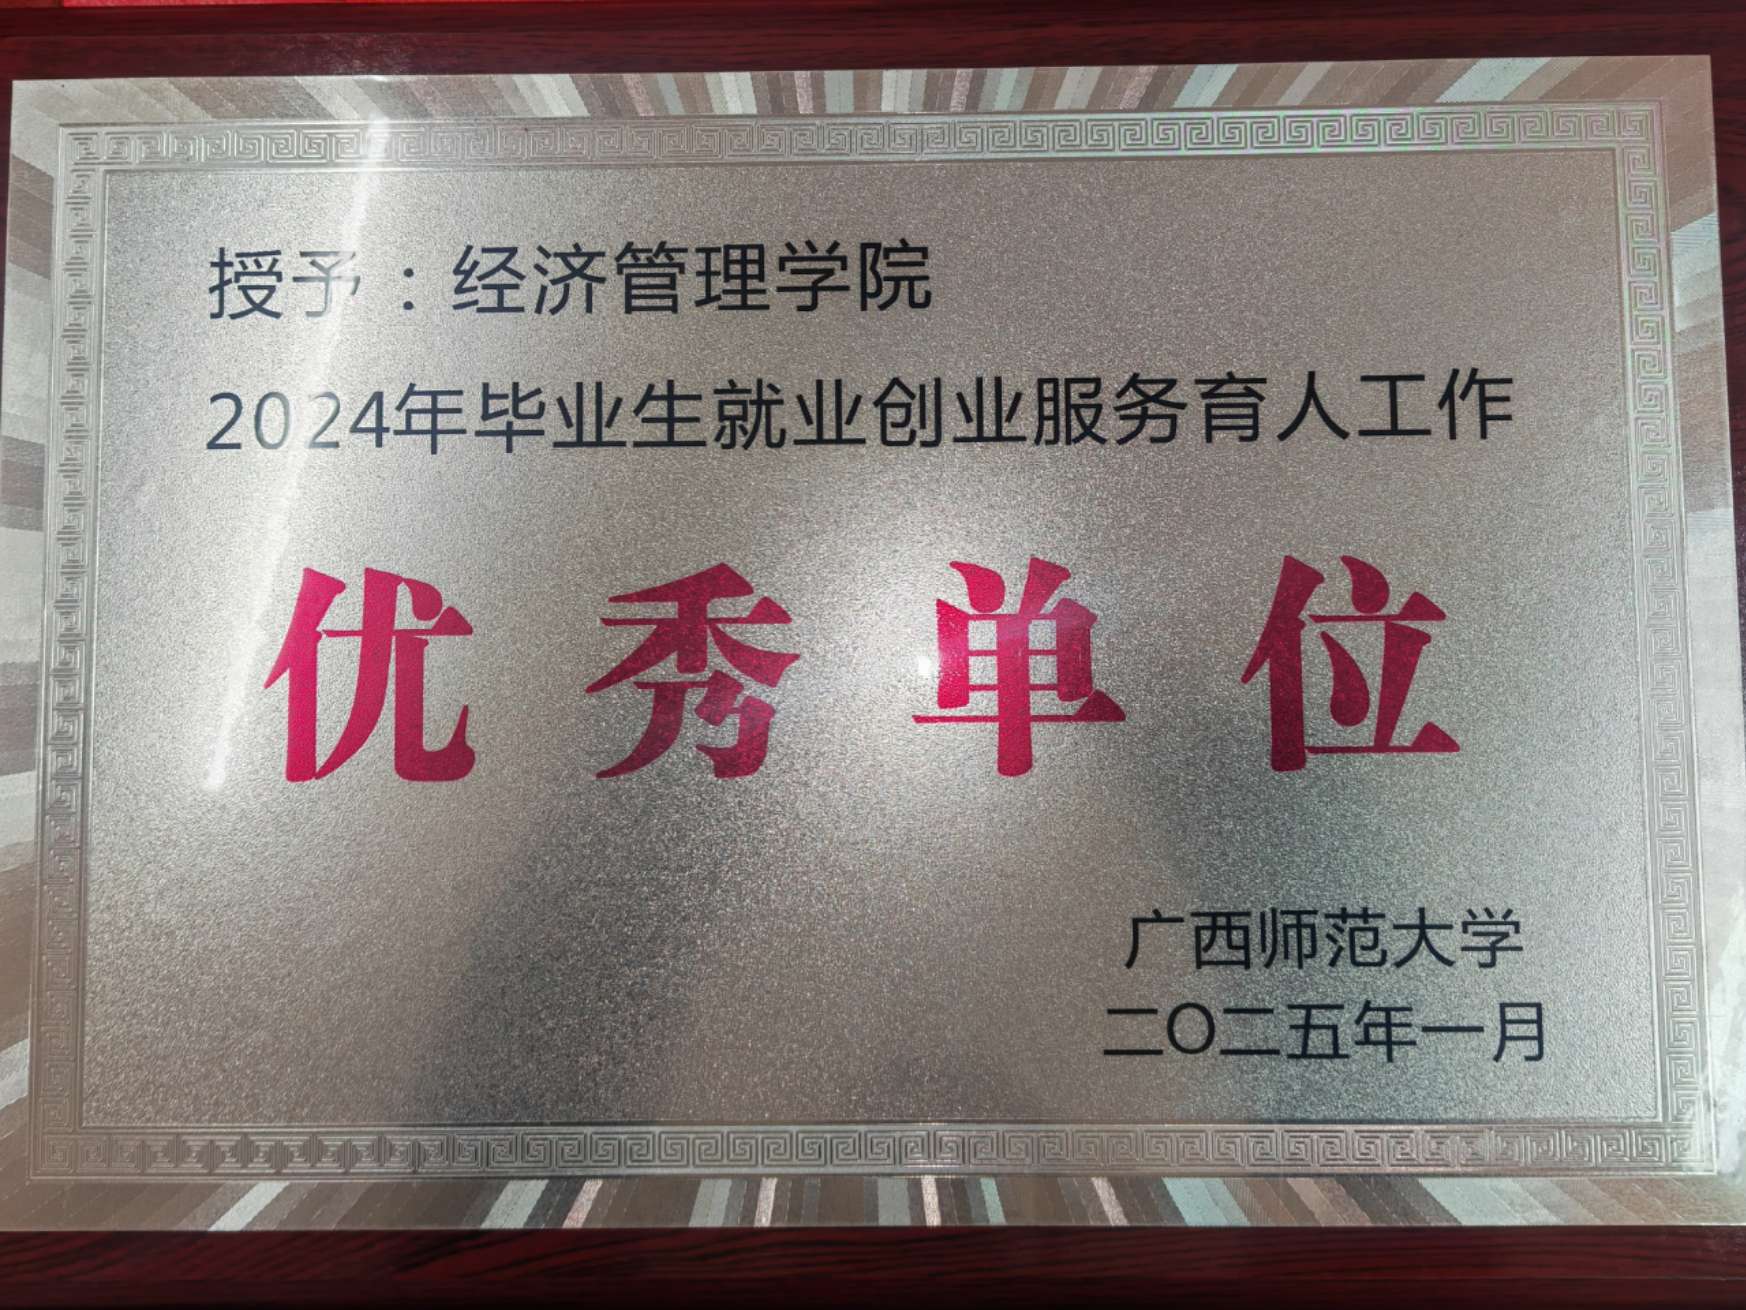 授予：经济管理学院
2024年毕业生就业创业服务育人工作
优秀单位
广西师范大学
二〇二五年一月